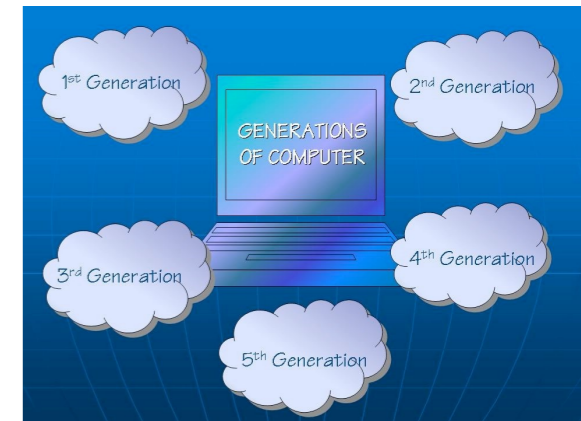 1st Generation
2nd Generation
GENERATIONS
OF COMPUTER
3rd Generation
4th Generation
5th Generation